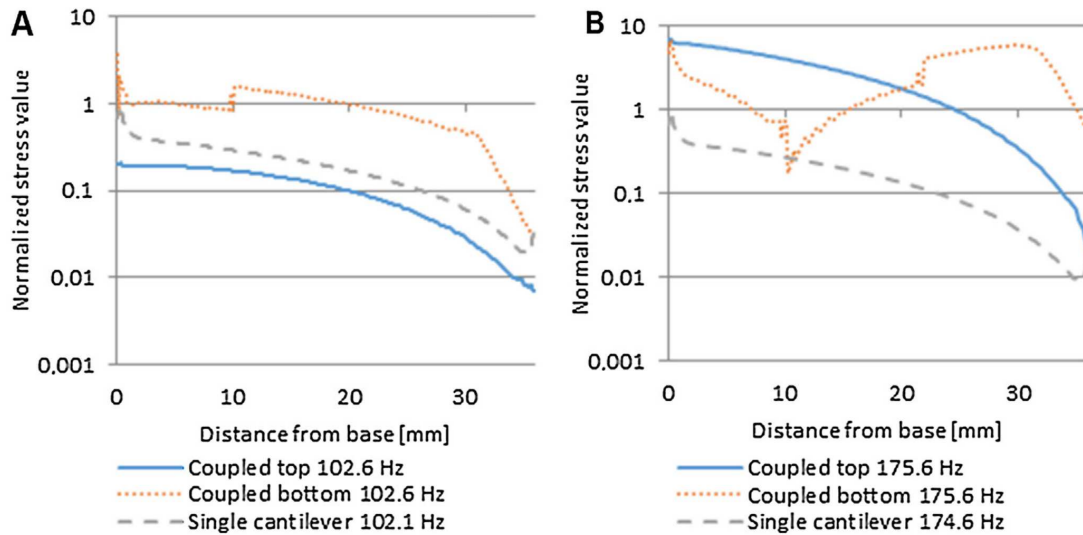 A
Normalized stress value
10
1
0.1
0.01
0,001
0 10 20 30
Distance from base [mm]
Coupled top 102.6 Hz
Coupled bottom 102.6 Hz
Single cantilever 102.1 Hz
B
Normalized stress value
10
1
0.1
0.01
0,001
0 10 20 30
Distance from base [mm]
Coupled top 175.6 Hz
Coupled bottom 175.6 Hz
Single cantilever 174.6 Hz